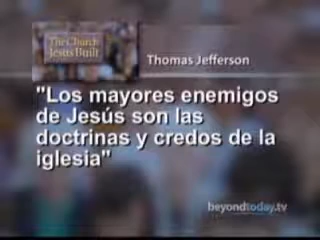 The Church
Jesus Built
Thomas Jefferson
"Los mayores enemigos
de Jesús son las
doctrinas y credos de la
iglesia"
beyondtoday.tv